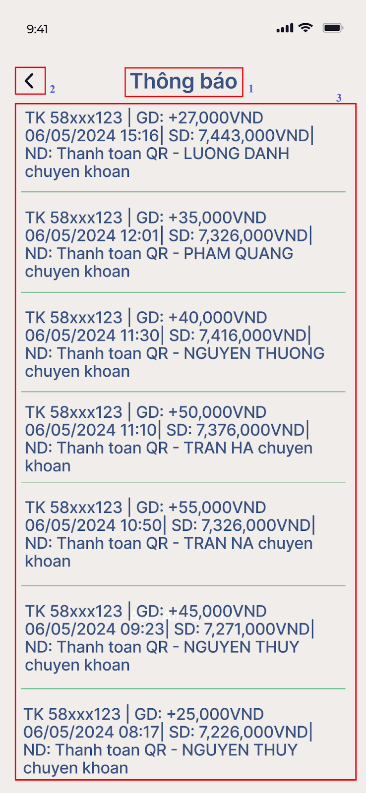 9:41
Thông báo
2
1
3
TK 58xxx123 | GD: +27,000VND
06/05/2024 15:16| SD: 7,443,000VND|
ND: Thanh toan QR - LUONG DANH
chuyen khoan
TK 58xxx123 | GD: +35,000VND
06/05/2024 12:01| SD: 7,326,000VND|
ND: Thanh toan QR - PHAM QUANG
chuyen khoan
TK 58xxx123 | GD: +40,000VND
06/05/2024 11:30| SD: 7,416,000VND|
ND: Thanh toan QR - NGUYEN THUONG
chuyen khoan
TK 58xxx123 | GD: +50,000VND
06/05/2024 11:10| SD: 7,376,000VND|
ND: Thanh toan QR - TRAN HA chuyen
khoan
TK 58xxx123 | GD: +55,000VND
06/05/2024 10:50| SD: 7,326,000VND|
ND: Thanh toan QR - TRAN NA chuyen
khoan
TK 58xxx123 | GD: +45,000VND
06/05/2024 09:23| SD: 7,271,000VND|
ND: Thanh toan QR - NGUYEN THUY
chuyen khoan
TK 58xxx123 | GD: +25,000VND
06/05/2024 08:17| SD: 7,226,000VND|
ND: Thanh toan QR - NGUYEN THUY
chuyen khoan